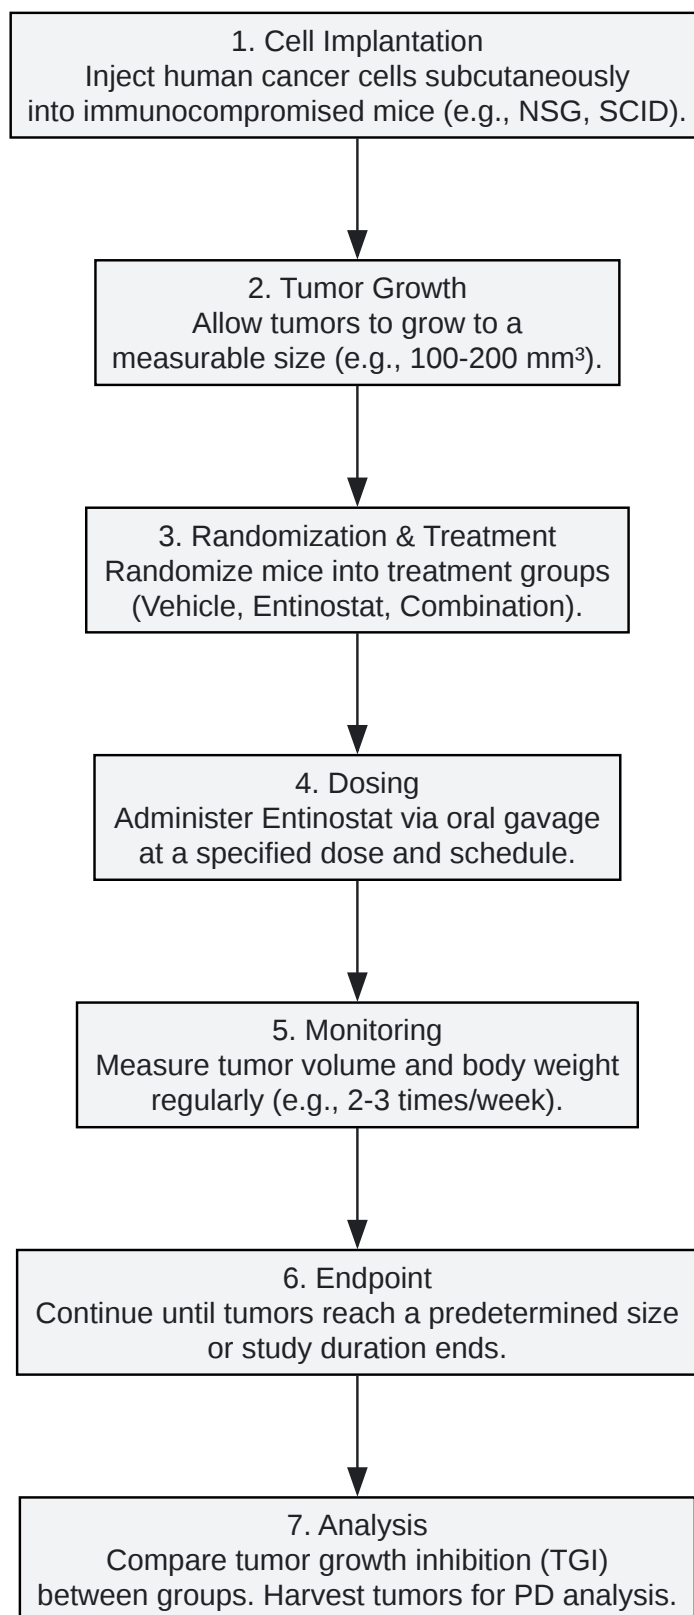 1. Cell Implantation
Inject human cancer cells subcutaneously
into immunocompromised mice (e.g., NSG, SCID).
2. Tumor Growth
Allow tumors to grow to a
measurable size (e.g., 100-200 mm³).
3. Randomization & Treatment
Randomize mice into treatment groups
(Vehicle, Entinostat, Combination).
4. Dosing
Administer Entinostat via oral gavage
at a specified dose and schedule.
5. Monitoring
Measure tumor volume and body weight
regularly (e.g., 2-3 times/week).
6. Endpoint
Continue until tumors reach a predetermined size
or study duration ends.
7. Analysis
Compare tumor growth inhibition (TGI)
between groups. Harvest tumors for PD analysis.